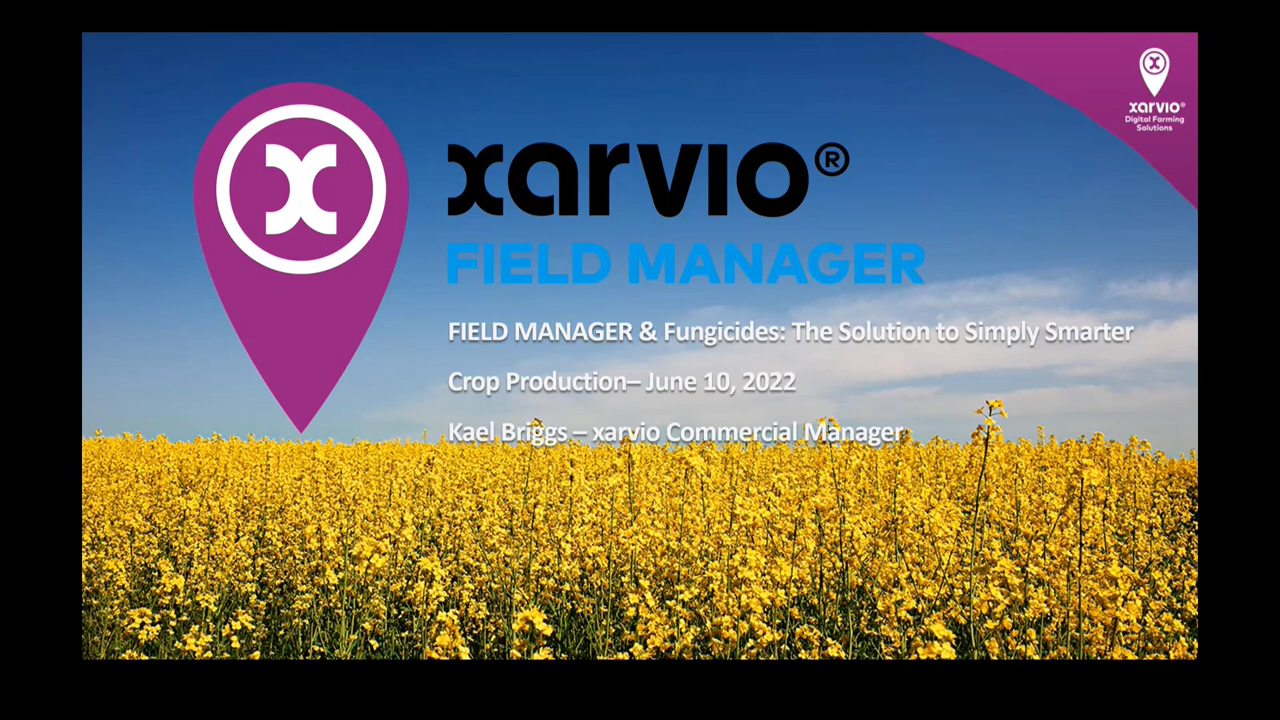 xarvio®
Digital Farming
Solutions
xarvio®
FIELD MANAGER
FIELD MANAGER & Fungicides: The Solution to Simply Smarter
Crop Production– June 10, 2022
Kael Briggs – xarvio Commercial Manager